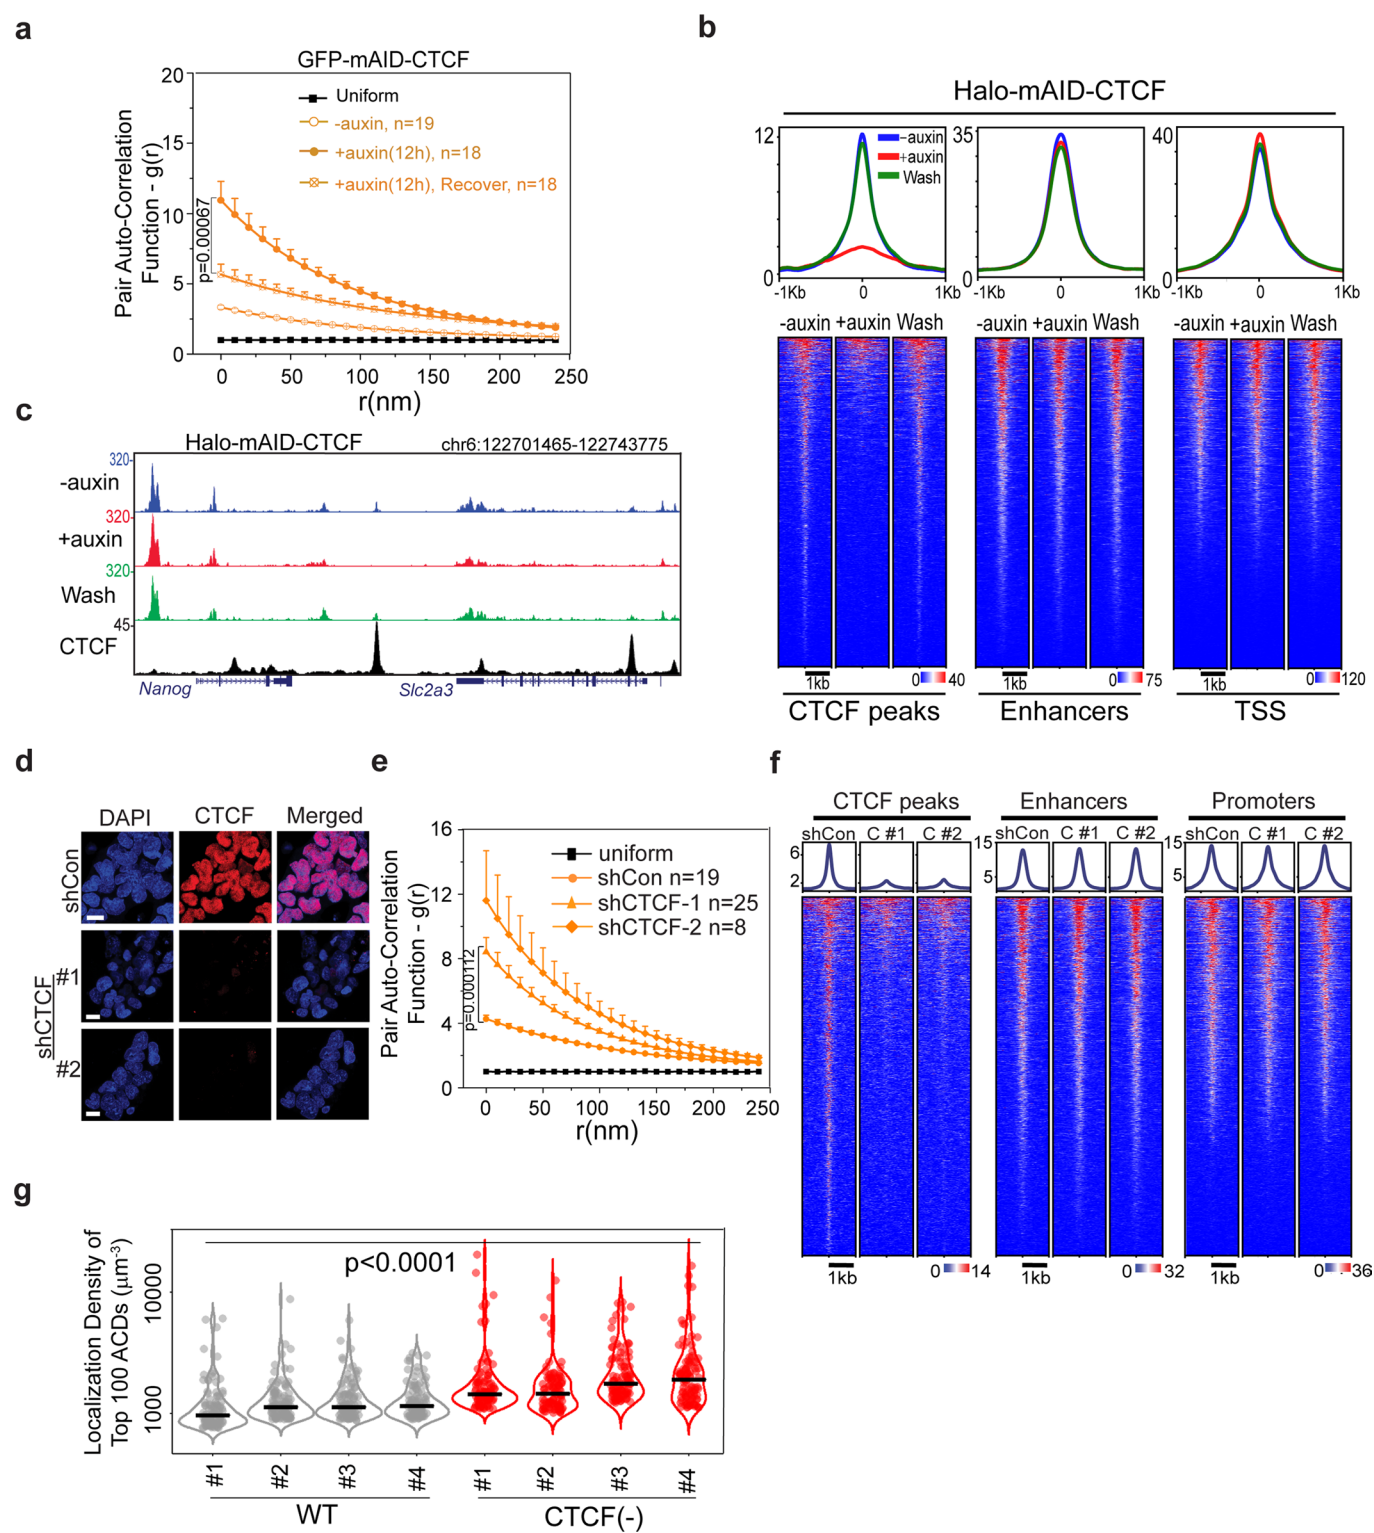 a
GFP-mAID-CTCF
Pair Auto-Correlation
Function - g(r)
20
15
10
5
0
Uniform
-auxin, n=19
+auxin(12h), n=18
+auxin(12h), Recover, n=18
p=0.00067
0 50 100 150 200 250
r(nm)
b
Halo-mAID-CTCF
12
0
-auxin
+auxin
Wash
35
0
40
0
-1Kb 0 1Kb
-1Kb 0 1Kb
-1Kb 0 1Kb
-auxin +auxin Wash
-auxin +auxin Wash
-auxin +auxin Wash
1kb 0 40
1kb 0 75
1kb 0 120
CTCF peaks
Enhancers
TSS
c
Halo-mAID-CTCF chr6:122701465-122743775
320
-auxin
320
+auxin
320
Wash
45
CTCF
Nanog Slc2a3
d
DAPI CTCF Merged
shCon
shCTCF
#1
#2
e
Pair Auto-Correlation
Function - g(r)
16
12
8
4
0
uniform
shCon n=19
shCTCF-1 n=25
shCTCF-2 n=8
p=0.000112
0 50 100 150 200 250
r(nm)
f
CTCF peaks Enhancers Promoters
shCon C #1 C #2
shCon C #1 C #2
shCon C #1 C #2
6
2
15
5
15
5
1kb 0 14
1kb 0 32
1kb 0 36
g
Localization Density of
Top 100 ACDs (µm-3)
10000
1000
p<0.0001
#1 #2 #3 #4 #1 #2 #3 #4
WT CTCF(-)